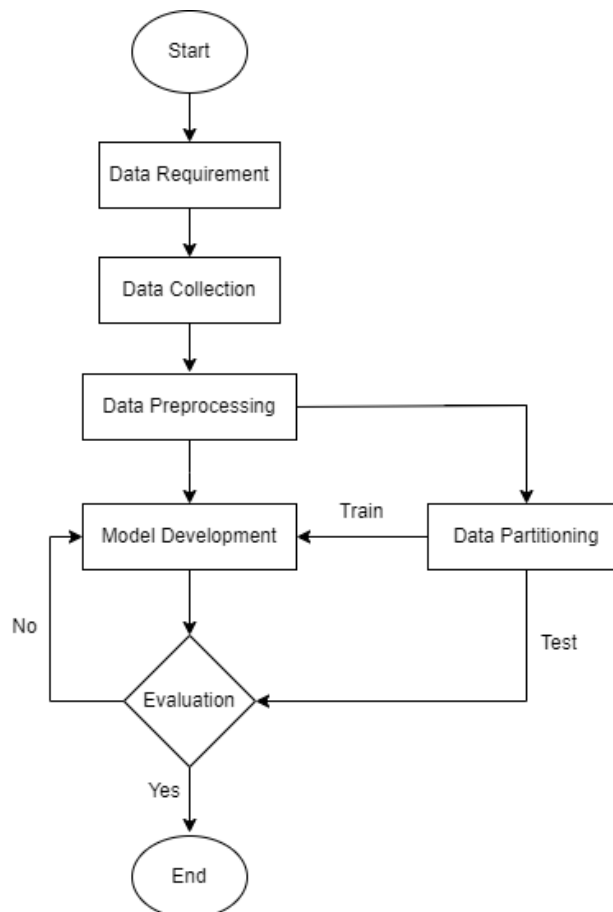 Start
Data Requirement
Data Collection
Data Preprocessing
Train
Model Development
Data Partitioning
No
Test
Evaluation
Yes
End